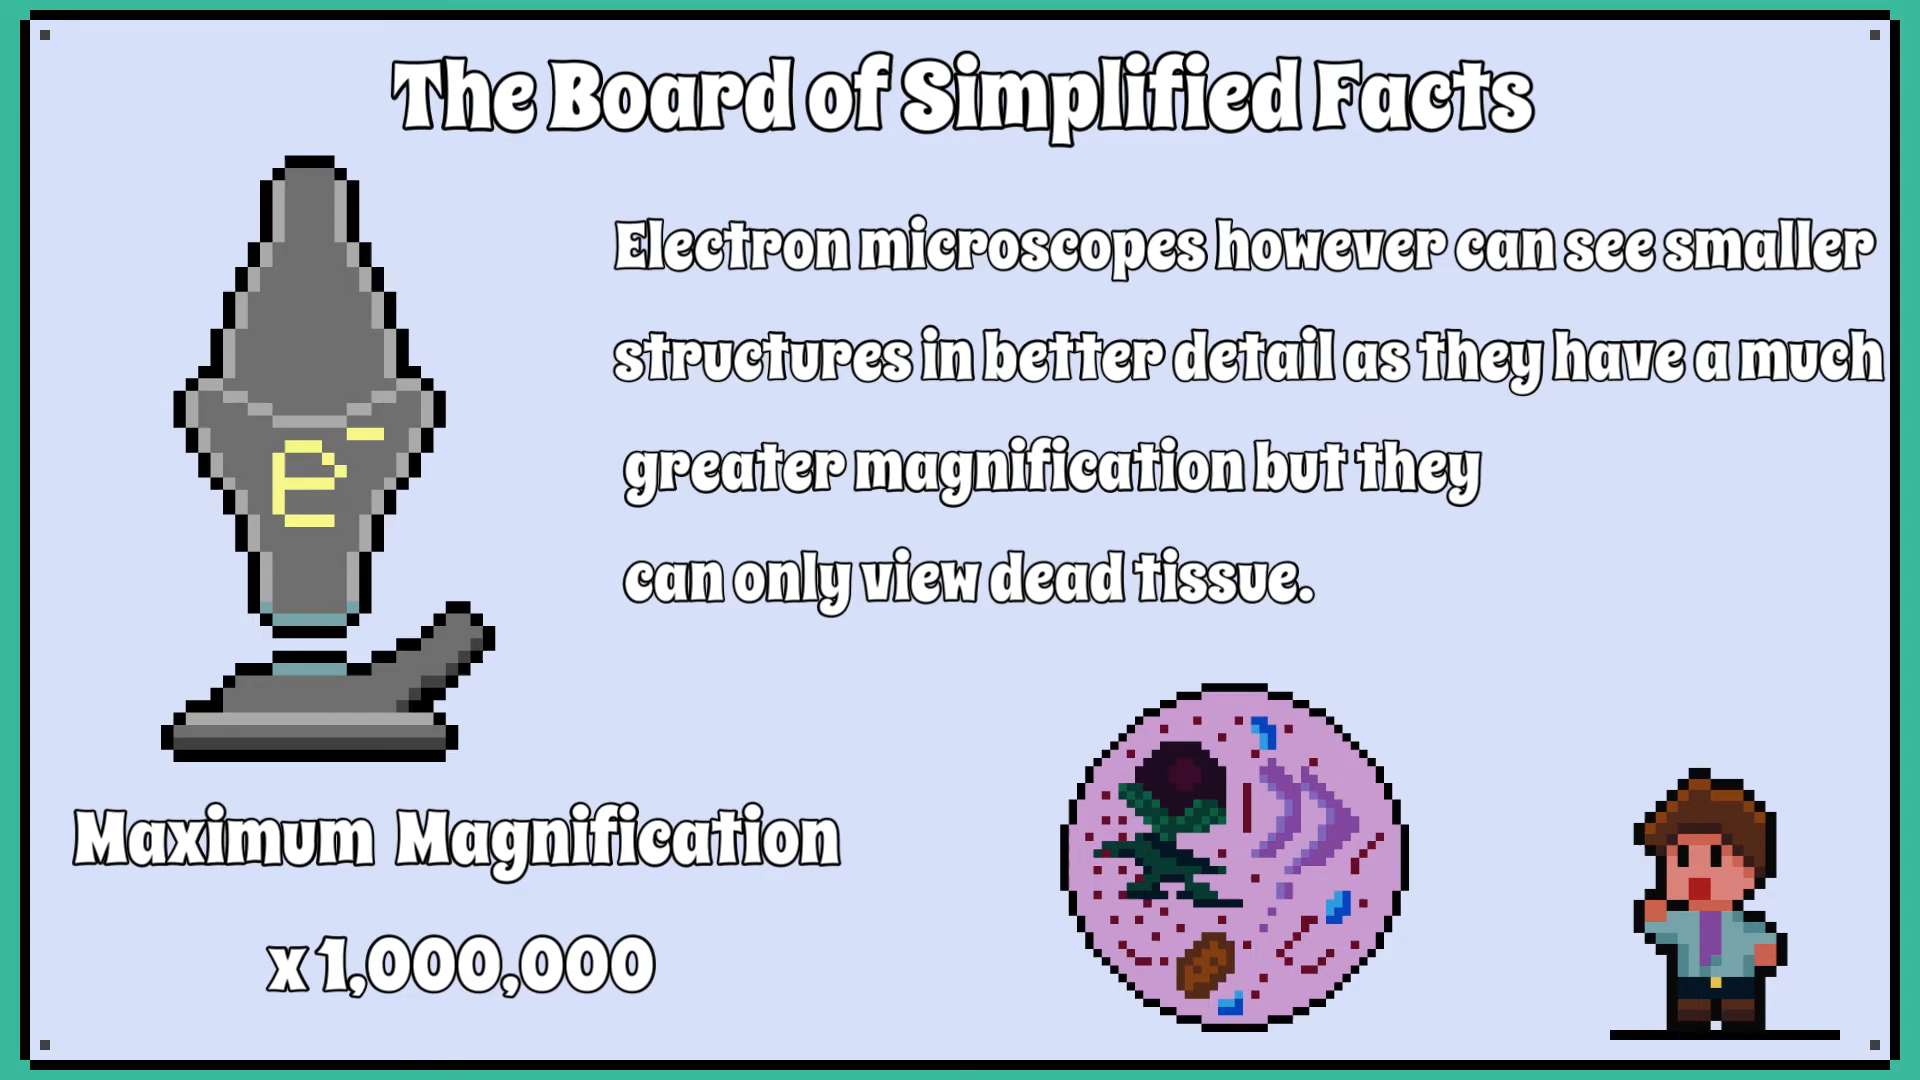 The Board of Simplified Facts
Electron microscopes however can see smaller
structures in better detail as they have a much
greater magnification but they
can only view dead tissue.
e-
Maximum Magnification
x1,000,000